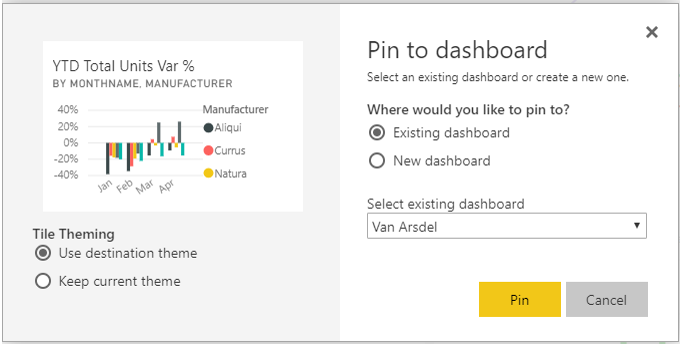 YTD Total Units Var %
BY MONTHNAME, MANUFACTURER
40%
20%
0%
-20%
-40%
Jan
Feb
Mar
Apr
Manufacturer
Aliqui
Currus
Natura
Tile Theming
Use destination theme
Keep current theme
Pin to dashboard
Select an existing dashboard or create a new one.
Where would you like to pin to?
Existing dashboard
New dashboard
Select existing dashboard
Van Arsdel
Pin
Cancel